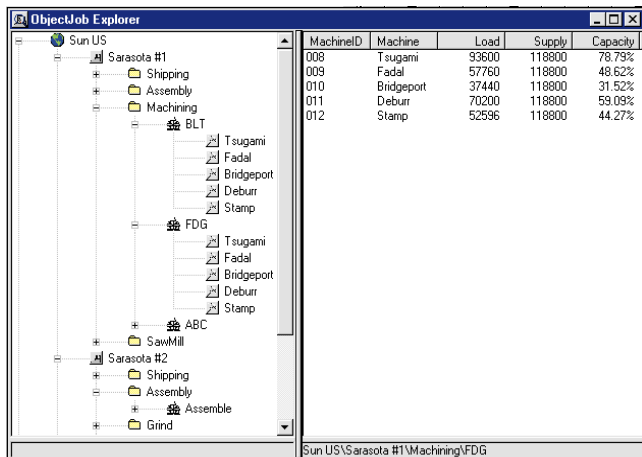 ObjectJob Explorer
Sun US
Sarasota #1
Shipping
Assembly
Machining
BLT
Tsugami
Fadal
Bridgeport
Deburr
Stamp
FDG
Tsugami
Fadal
Bridgeport
Deburr
Stamp
ABC
SawMill
Sarasota #2
Shipping
Assembly
Assemble
Grind
MachineID Machine Load Supply Capacity
008 Tsugami 93600 118800 78.79%
009 Fadal 57760 118800 48.62%
010 Bridgeport 37440 118800 31.52%
011 Deburr 70200 118800 59.09%
012 Stamp 52596 118800 44.27%
Sun US\Sarasota #1\Machining\FDG